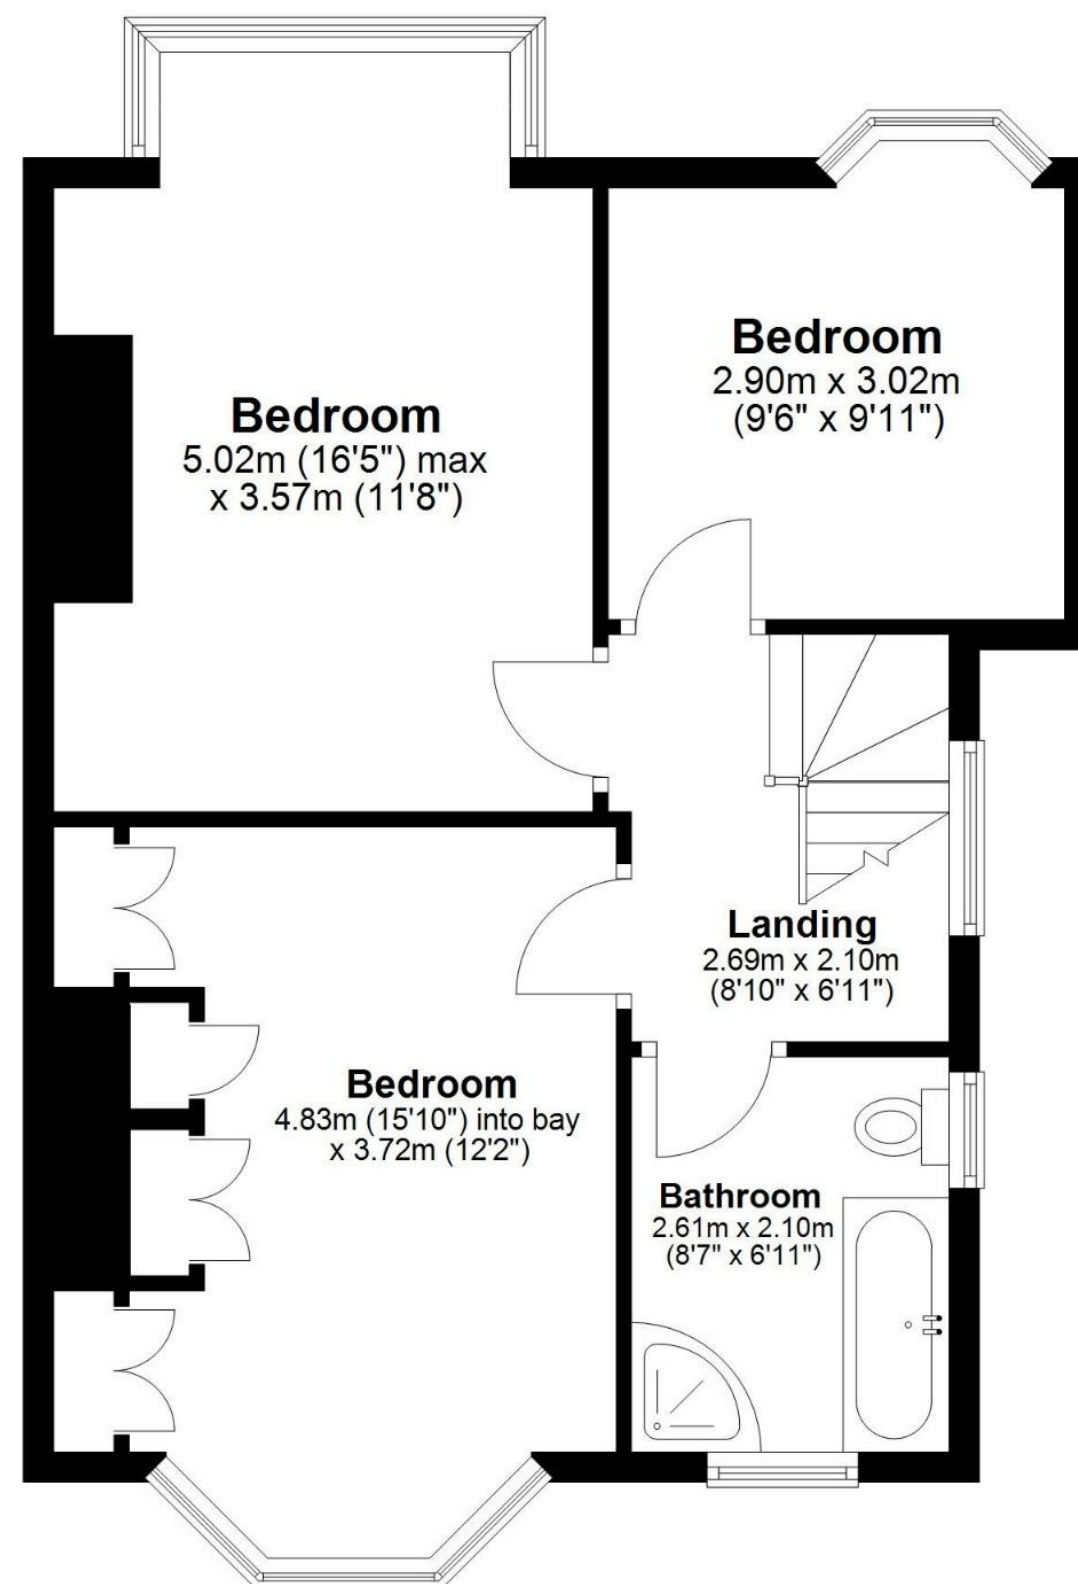 Bedroom
5.02m (16'5") max
x 3.57m (11'8")
Bedroom
2.90m x 3.02m
(9'6" x 9'11")
Landing
2.69m x 2.10m
(8'10" x 6'11")
Bedroom
4.83m (15'10") into bay
x 3.72m (12'2")
Bathroom
2.61m x 2.10m
(8'7" x 6'11")